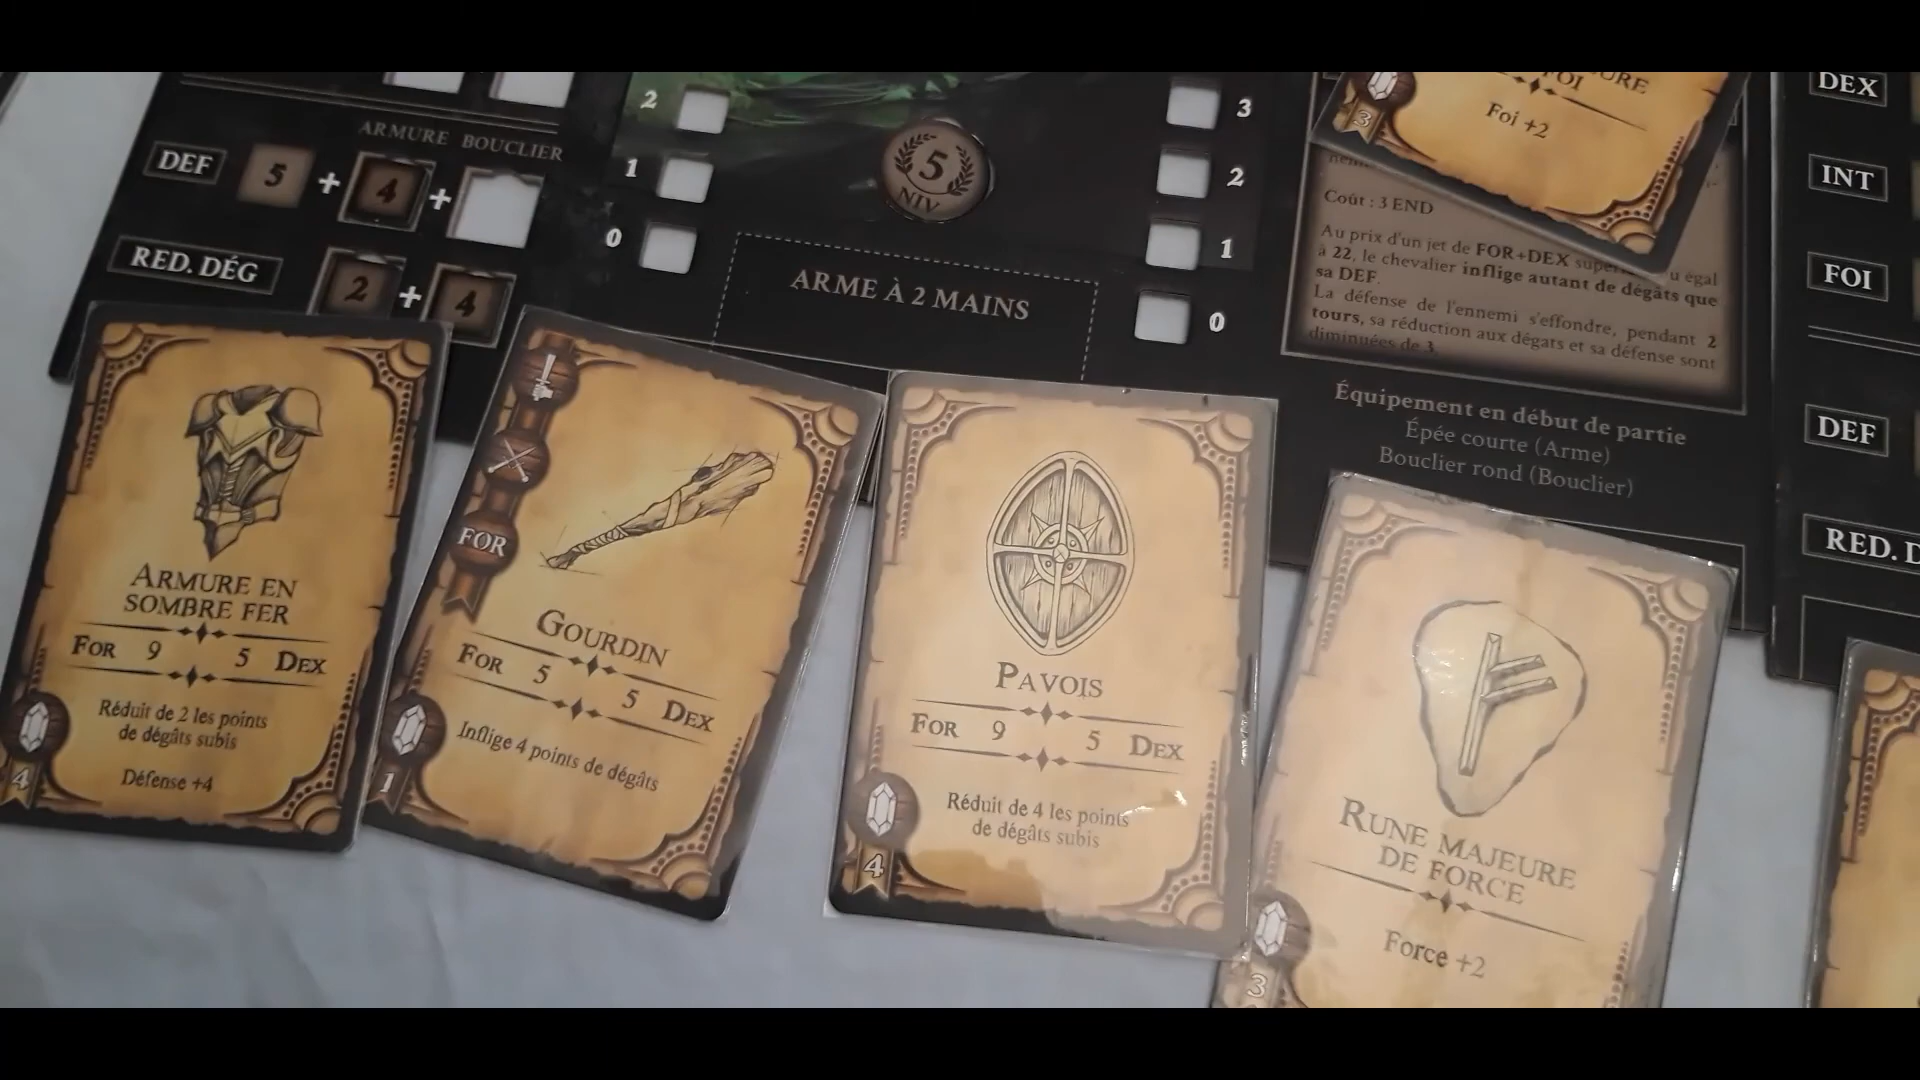 ARMURE BOUCLIER
DEF 5 + 4 +
RED. DÉG 2 + 4
2
1
0
5
NIV
ARME À 2 MAINS
3
2
1
0
FOI
Foi +2
3
Coût : 3 END
Au prix d'un jet de FOR+DEX
à 22, le chevalier inflige autant de dégâts que
sa DEF.
La défense de l'ennemi s'effondre, pendant 2
tours, sa réduction aux dégats et sa défense sont
diminuées de 3.
Équipement en début de partie
Épée courte (Arme)
Bouclier rond (Bouclier)
DEX
INT
FOI
DEF
RED.
ARMURE EN
SOMBRE FER
FOR 9 5 DEX
Réduit de 2 les points
de dégâts subis
Défense +4
4
FOR
GOURDIN
FOR 5 5 DEX
Inflige 4 points de dégâts
1
PAVOIS
FOR 9 5 DEX
Réduit de 4 les points
de dégâts subis
4
RUNE MAJEURE
DE FORCE
Force +2
3